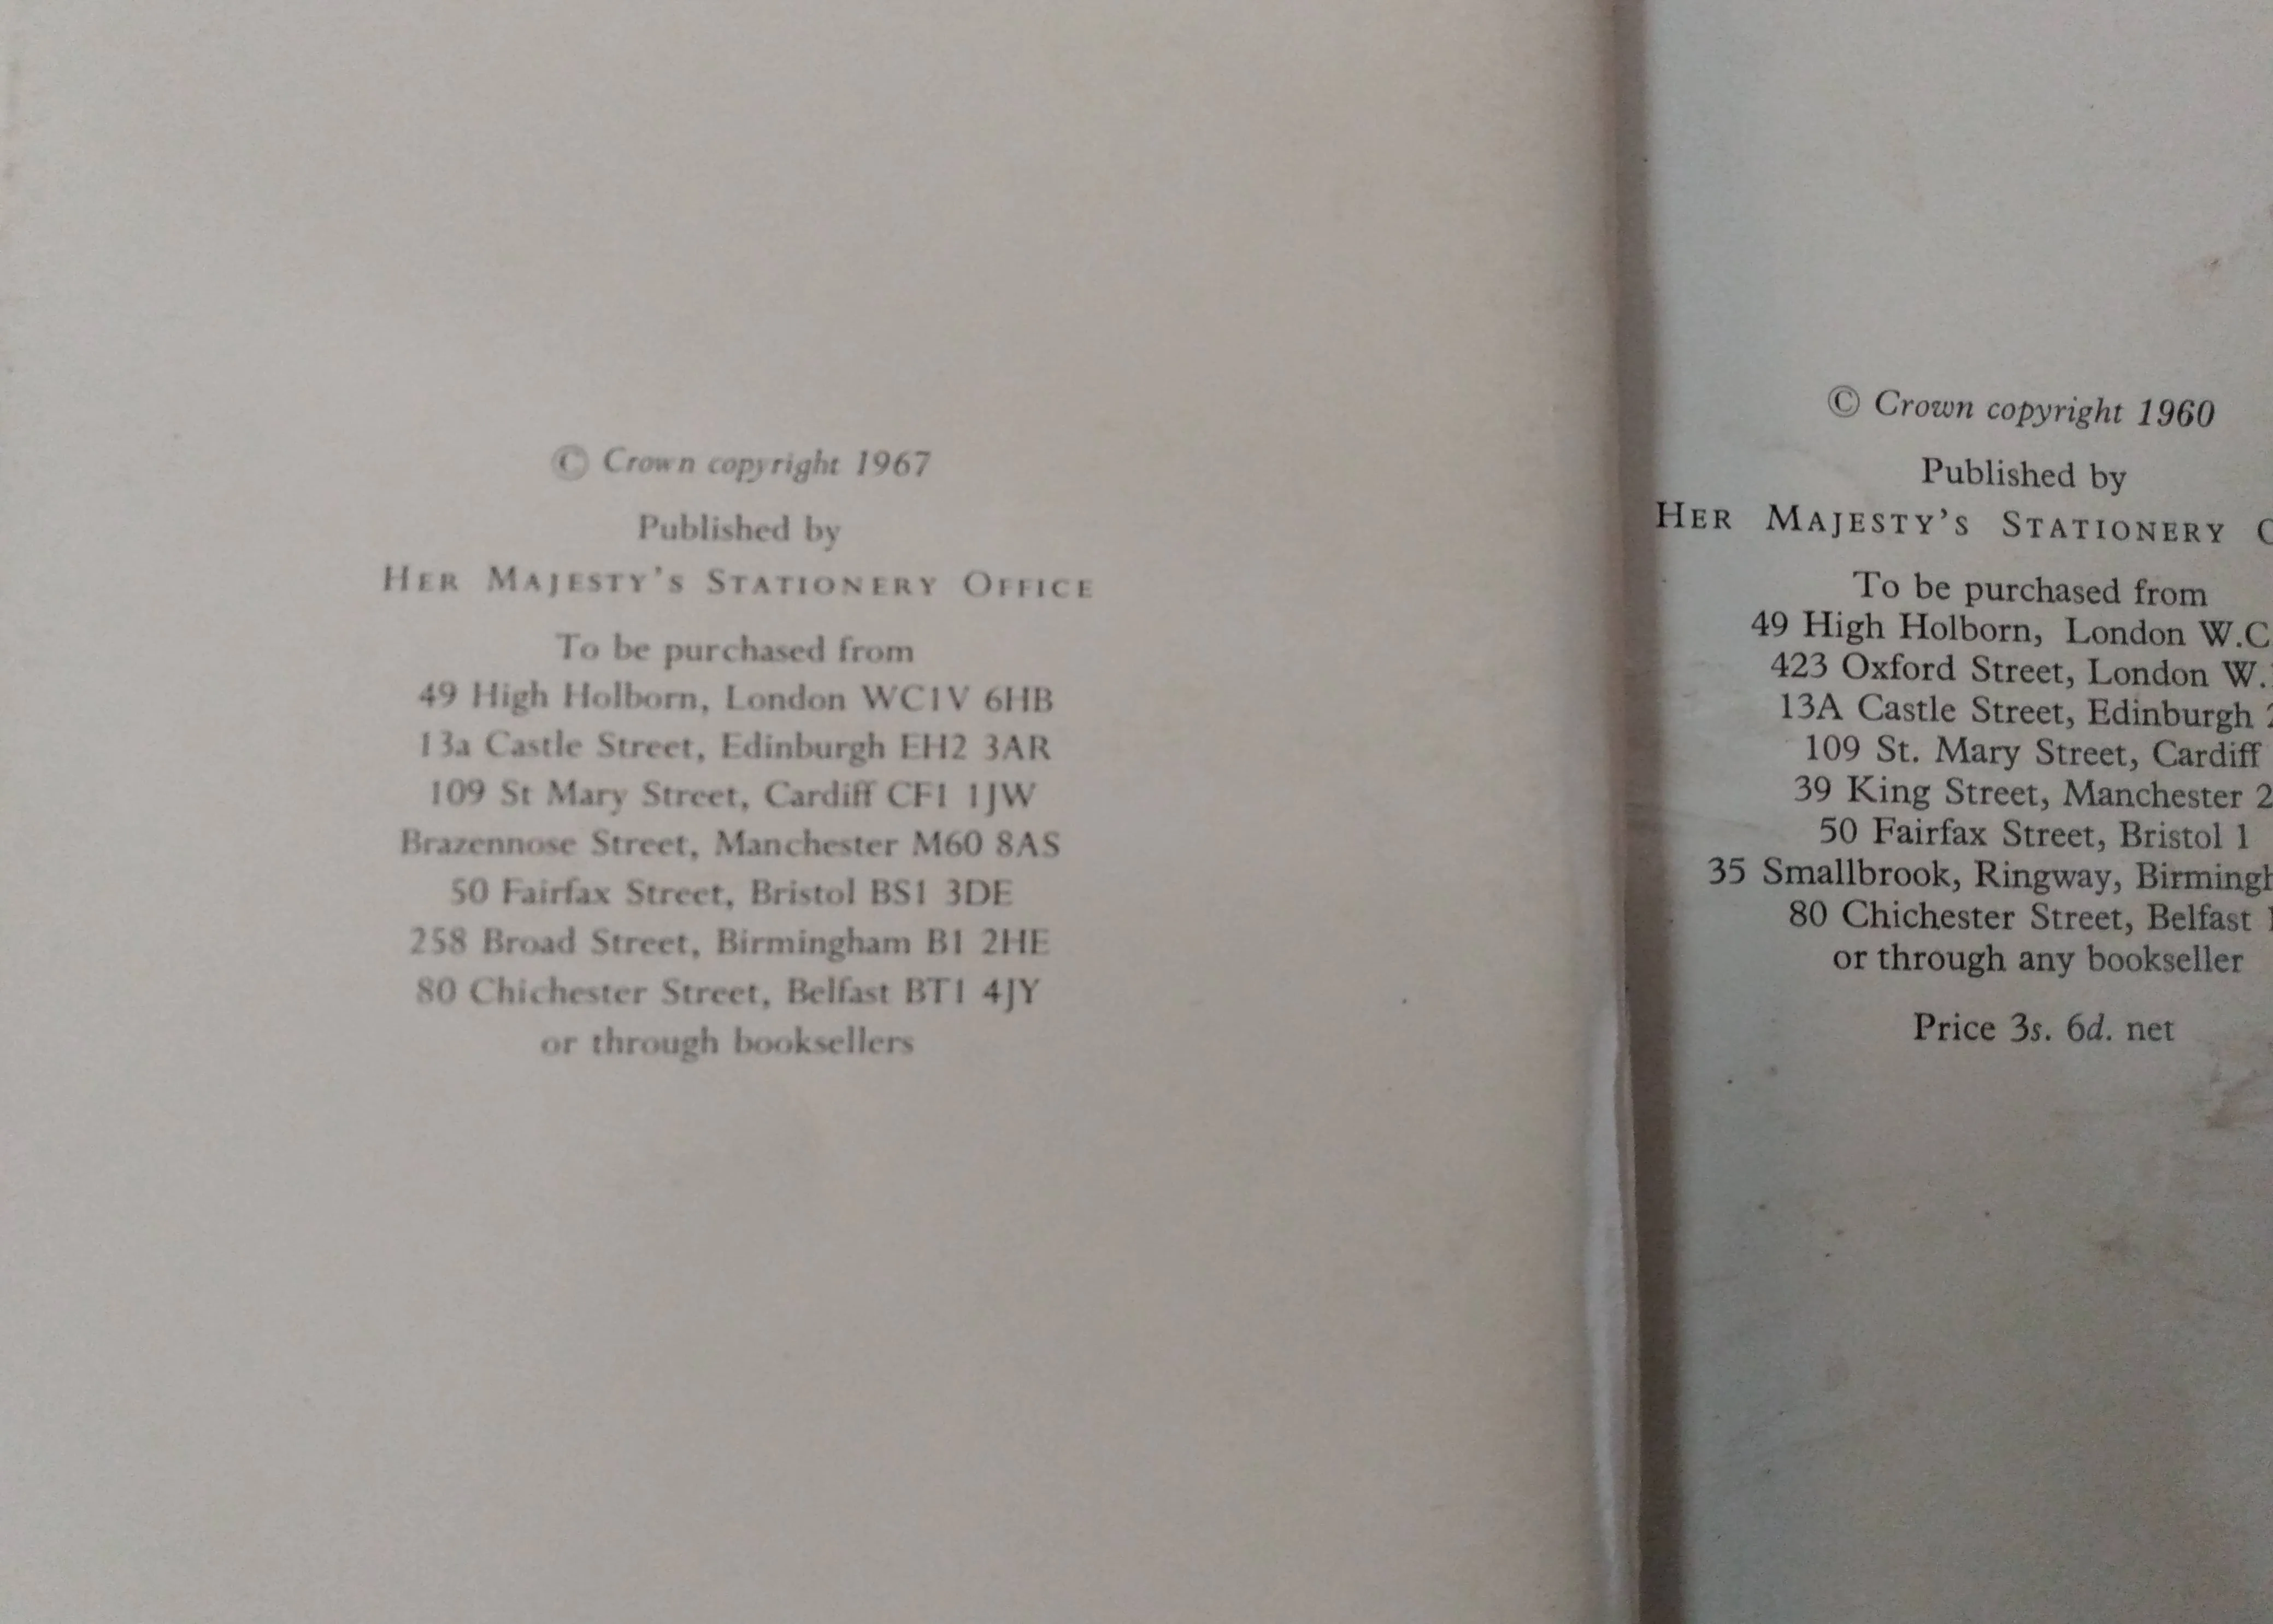 © Crown copyright 1967
Published by
HER MAJESTY'S STATIONERY OFFICE
To be purchased from
49 High Holborn, London WC1V 6HB
13a Castle Street, Edinburgh EH2 3AR
109 St Mary Street, Cardiff CF1 1JW
Brazennose Street, Manchester M60 8AS
50 Fairfax Street, Bristol BS1 3DE
258 Broad Street, Birmingham B1 2HE
80 Chichester Street, Belfast BT1 4JY
or through booksellers
© Crown copyright 1960
Published by
HER MAJESTY'S STATIONERY
To be purchased from
49 High Holborn, London W.C
423 Oxford Street, London W.
13A Castle Street, Edinburgh
109 St. Mary Street, Cardiff
39 King Street, Manchester 2
50 Fairfax Street, Bristol 1
35 Smallbrook, Ringway,
80 Chichester Street, Belfast
or through any bookseller
Price 3s. 6d. net